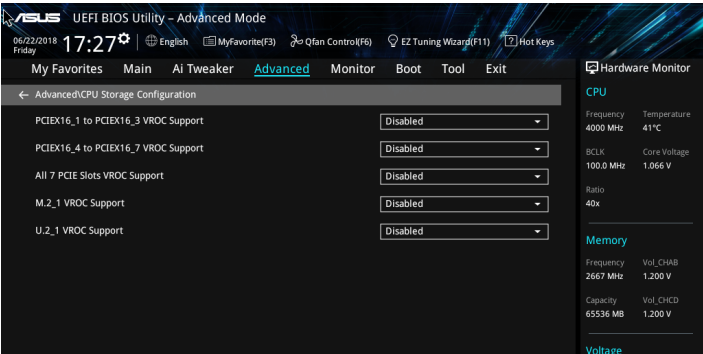 ASUS UEFI BIOS Utility – Advanced Mode
06/22/2018 Friday 17:27 English MyFavorite(F3) Qfan Control(F6) EZ Tuning Wizard(F11) ? Hot Keys
My Favorites Main Ai Tweaker Advanced Monitor Boot Tool Exit
← Advanced\CPU Storage Configuration
PCIEX16_1 to PCIEX16_3 VROC Support Disabled
PCIEX16_4 to PCIEX16_7 VROC Support Disabled
All 7 PCIE Slots VROC Support Disabled
M.2_1 VROC Support Disabled
U.2_1 VROC Support Disabled
Hardware Monitor
CPU
Frequency Temperature
4000 MHz 41°C
BCLK Core Voltage
100.0 MHz 1.066 V
Ratio
40x
Memory
Frequency Vol_CHAB
2667 MHz 1.200 V
Capacity Vol_CHCD
65536 MB 1.200 V
Voltage